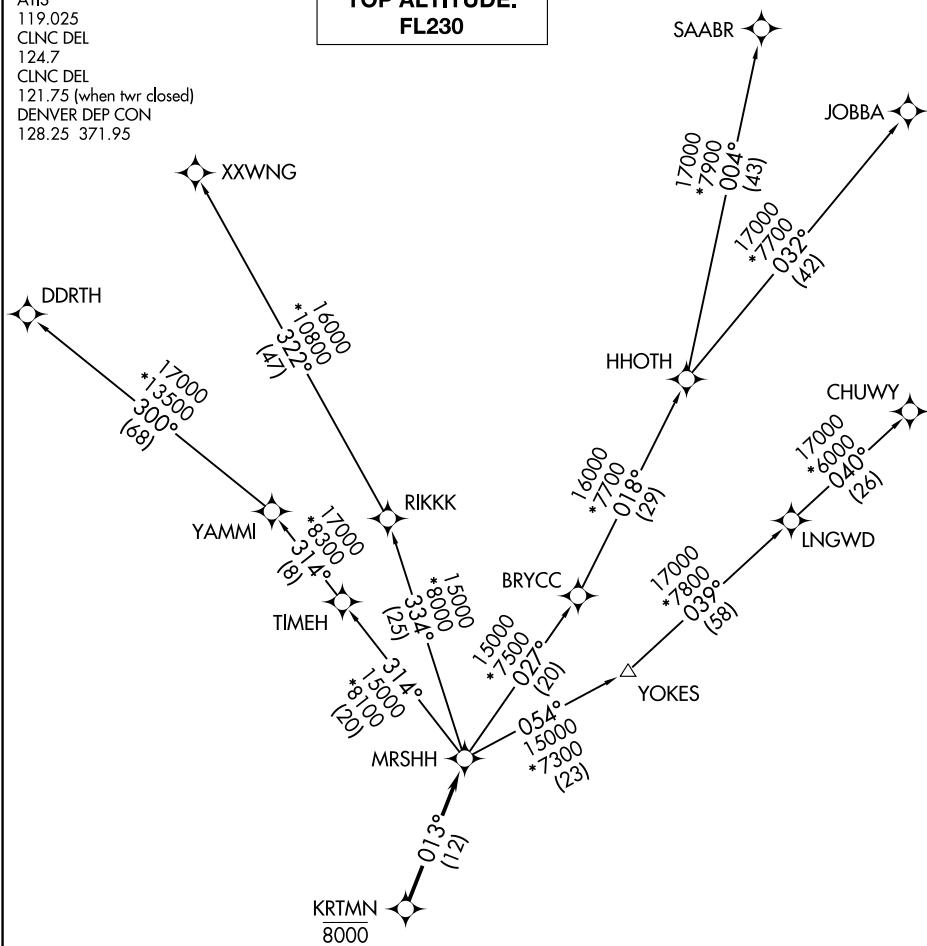 ATIS
119.025
CLNC DEL
124.7
CLNC DEL
121.75 (when twr closed)
DENVER DEP CON
128.25 371.95
TOP ALTITUDE:
FL230
SAABR
JOBBA
17000
*7900
004°
(43)
17000
*7700
032°
(42)
XXWNG
DDRTH
16000
*10800
322°
(47)
17000
*13500
300°
(68)
HHOTH
CHUWY
17000
*6000
040°
(26)
16000
*7700
018°
(29)
YAMMI
RIKKK
LNGWD
17000
*8300
314°
(8)
TIMEH
15000
*8000
334°
(25)
BRYCC
17000
*7800
039°
(58)
15000
*7500
027°
(20)
YOKES
314°
15000
*8100
(20)
054°
15000
*7300
(23)
MRSHH
013°
(12)
KRTMN
8000